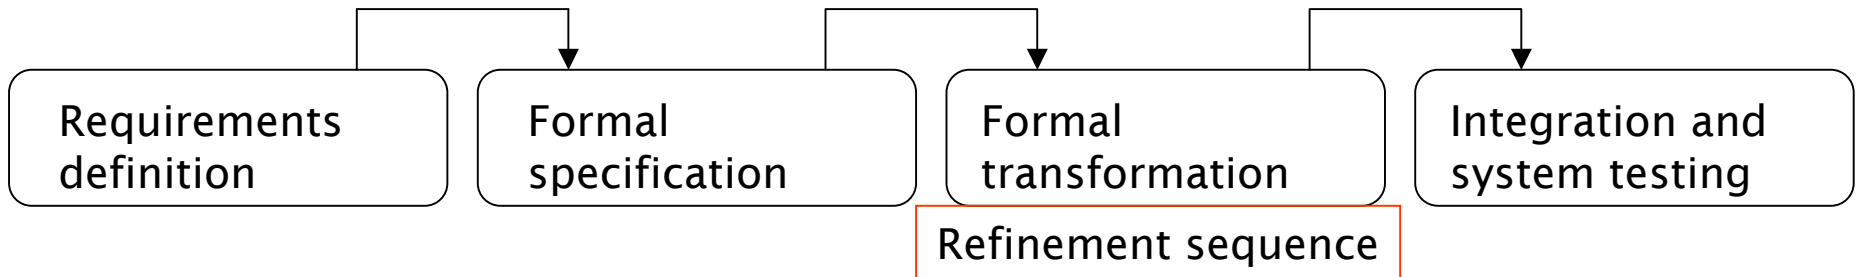 Requirements
definition
Formal
specification
Formal
transformation
Integration and
system testing
Refinement sequence